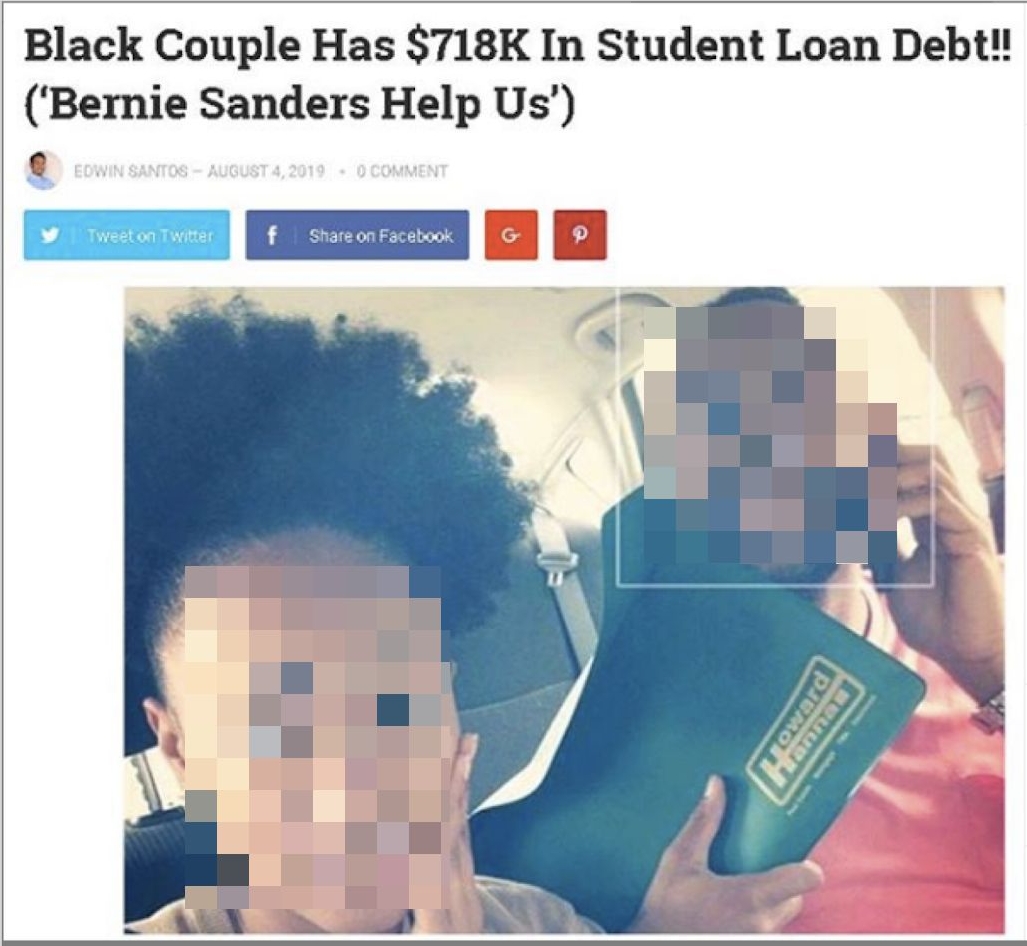 Black Couple Has $718K In Student Loan Debt!!
(‘Bernie Sanders Help Us’)
EDWIN SANTOS – AUGUST 4, 2019 • 0 COMMENT
Tweet on Twitter
f Share on Facebook
G+
Howard
Hanna